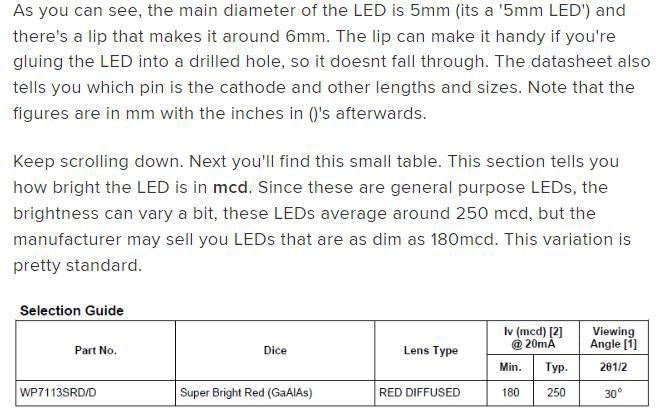 As you can see, the main diameter of the LED is 5mm (its a '5mm LED') and
there's a lip that makes it around 6mm. The lip can make it handy if you're
gluing the LED into a drilled hole, so it doesnt fall through. The datasheet also
tells you which pin is the cathode and other lengths and sizes. Note that the
figures are in mm with the inches in ()'s afterwards.
Keep scrolling down. Next you'll find this small table. This section tells you
how bright the LED is in mcd. Since these are general purpose LEDs, the
brightness can vary a bit, these LEDs average around 250 mcd, but the
manufacturer may sell you LEDs that are as dim as 180mcd. This variation is
pretty standard.
Selection Guide
Part No. Dice Lens Type Iv (mcd) [2] @ 20mA Viewing Angle [1]
Min. Typ. 2θ1/2
WP7113SRD/D Super Bright Red (GaAlAs) RED DIFFUSED 180 250 30°